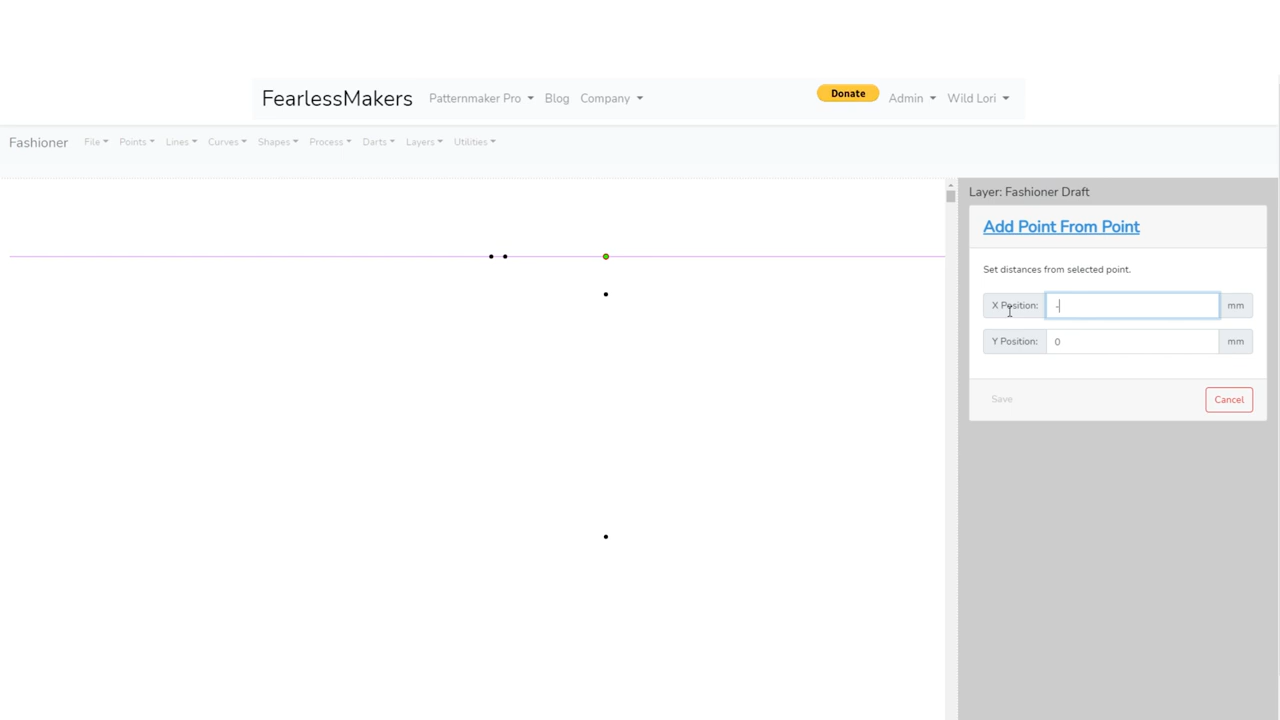 FearlessMakers Patternmaker Pro Blog Company Donate Admin Wild Lori
Fashioner File Points Lines Curves Shapes Process Darts Layers Utilities
Layer: Fashioner Draft
Add Point From Point
Set distances from selected point.
X Position: - mm
Y Position: 0 mm
Save Cancel